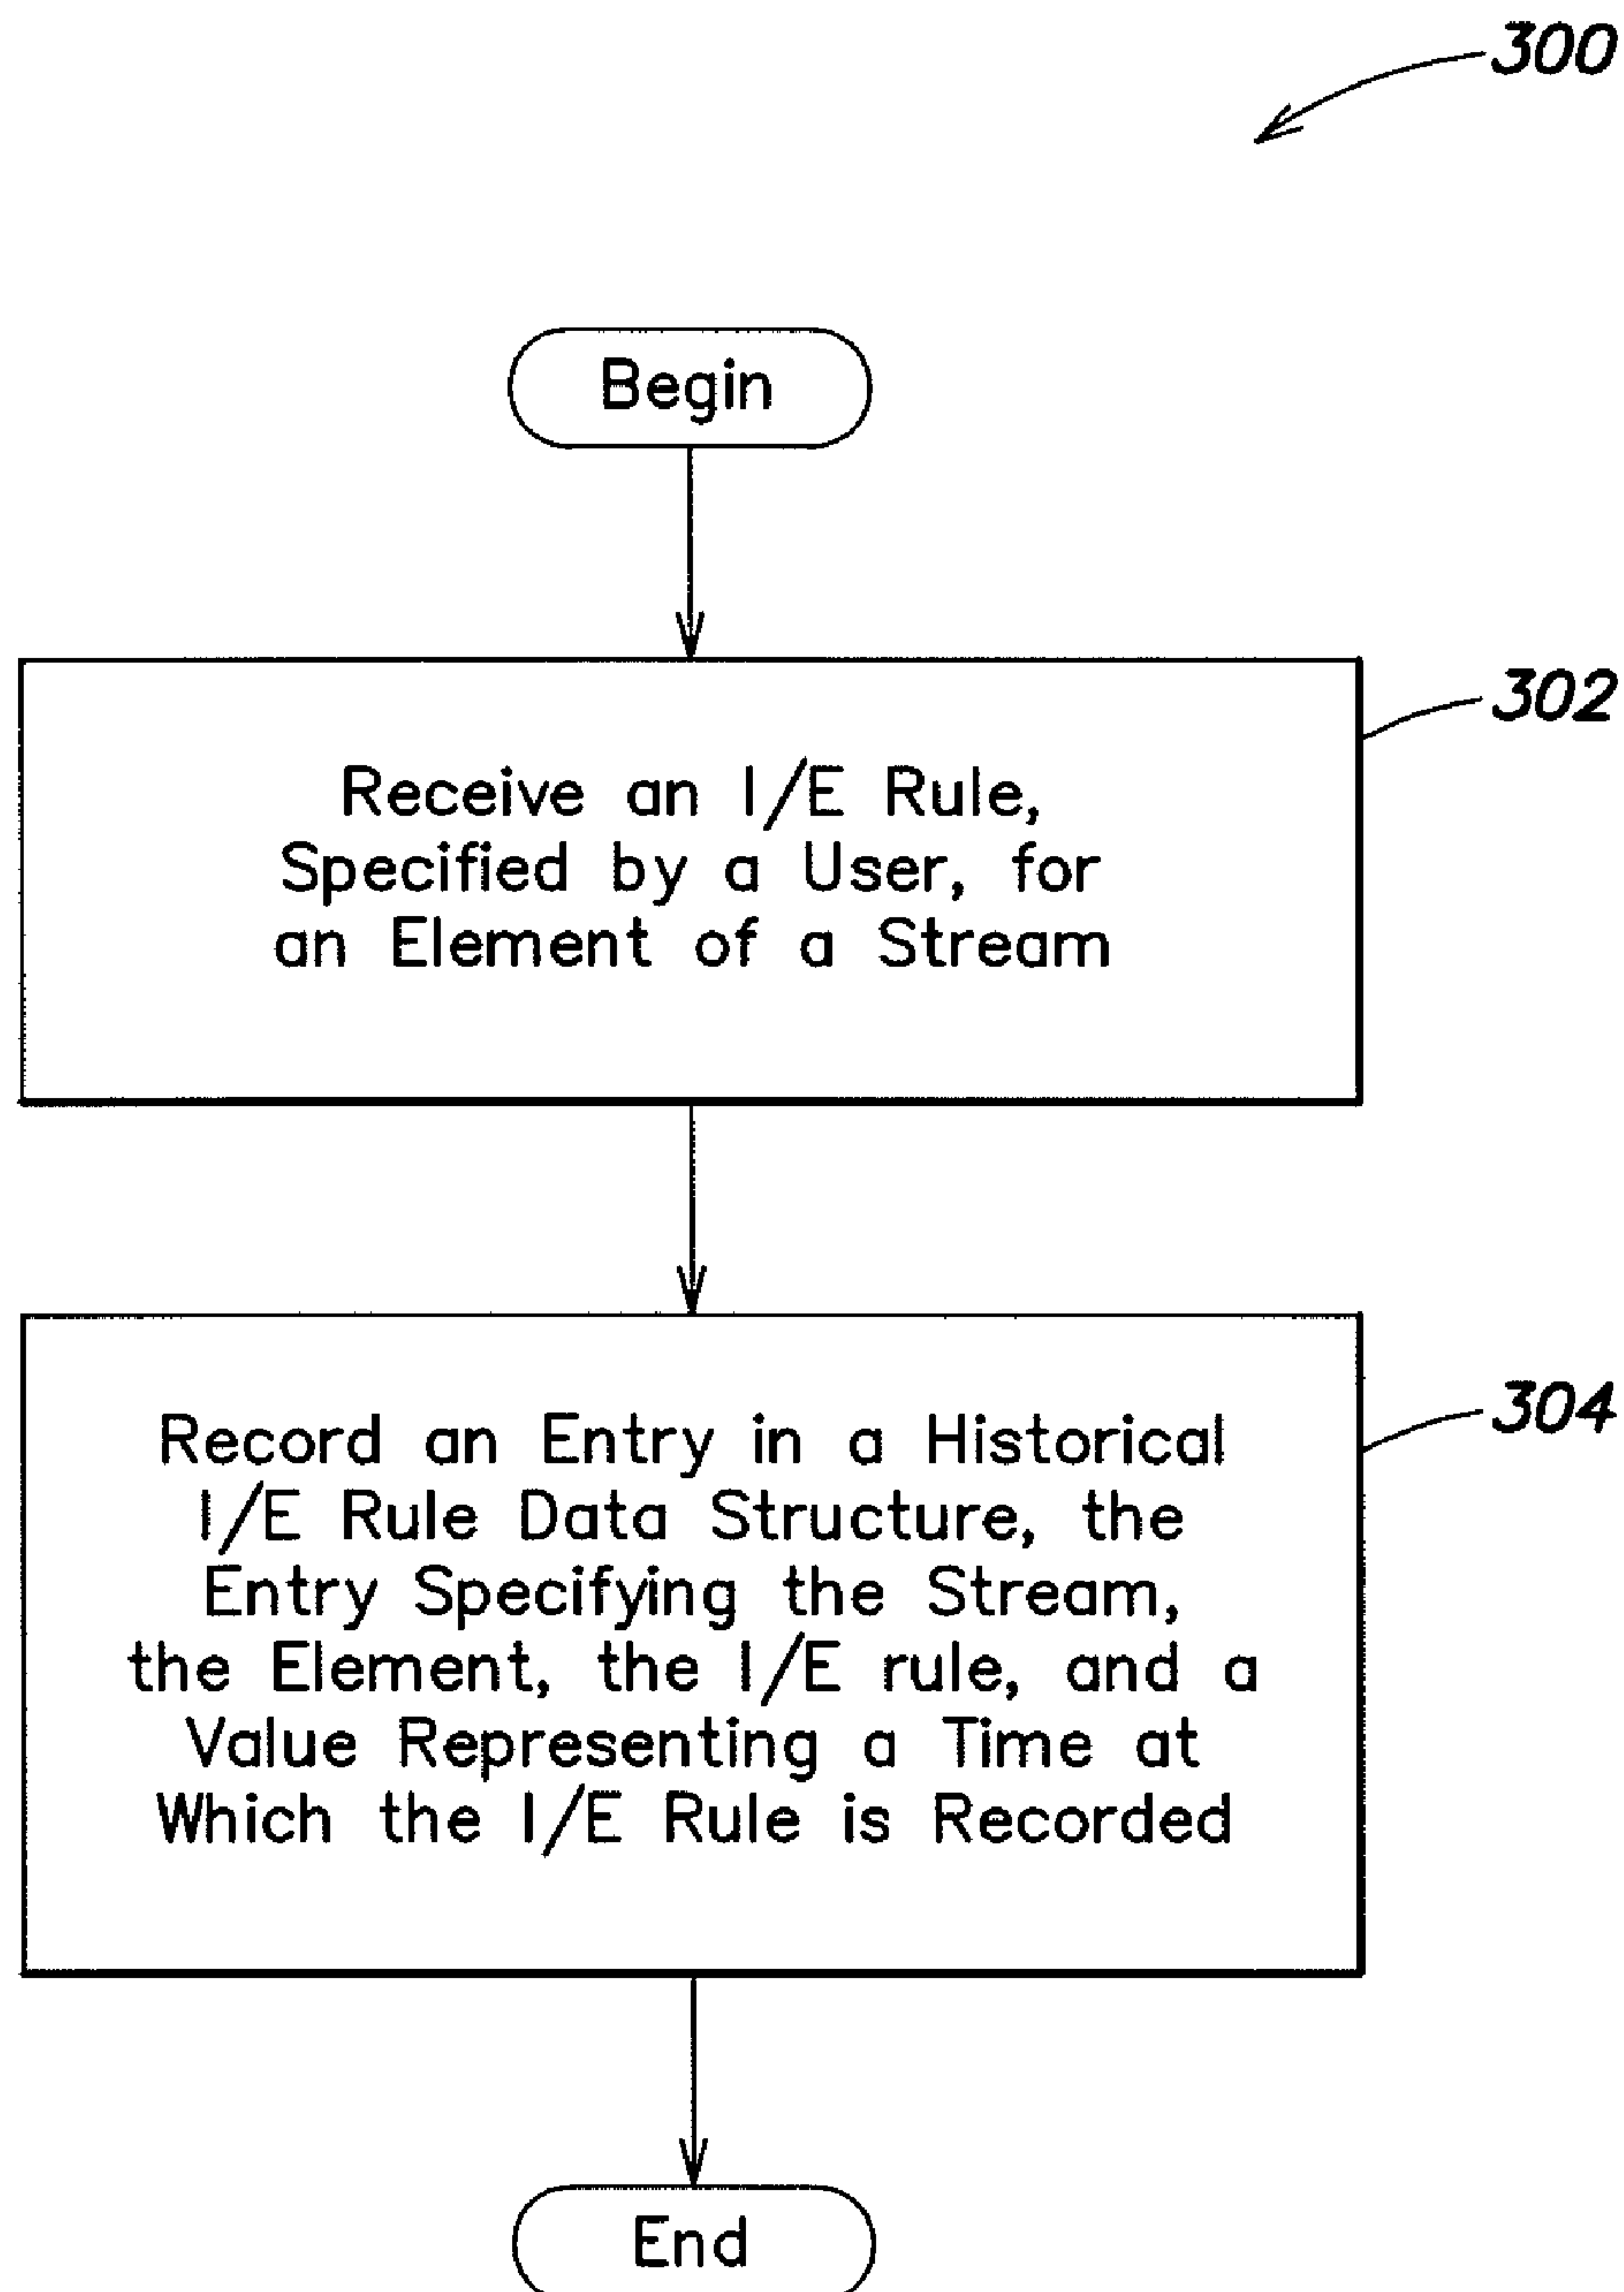 300
Begin
302
Receive an I/E Rule,
Specified by a User, for
an Element of a Stream
304
Record an Entry in a Historical
I/E Rule Data Structure, the
Entry Specifying the Stream,
the Element, the I/E rule, and a
Value Representing a Time at
Which the I/E Rule is Recorded
End